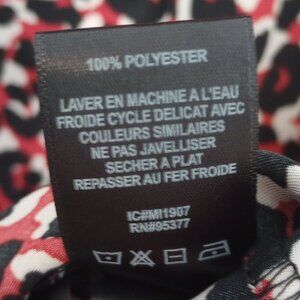 100% POLYESTER
LAVER EN MACHINE A L'EAU
FROIDE CYCLE DELICAT AVEC
COULEURS SIMILAIRES
NE PAS JAVELLISER
SECHER A PLAT
REPASSER AU FER FROIDE
IC#MI1907
RN#95377